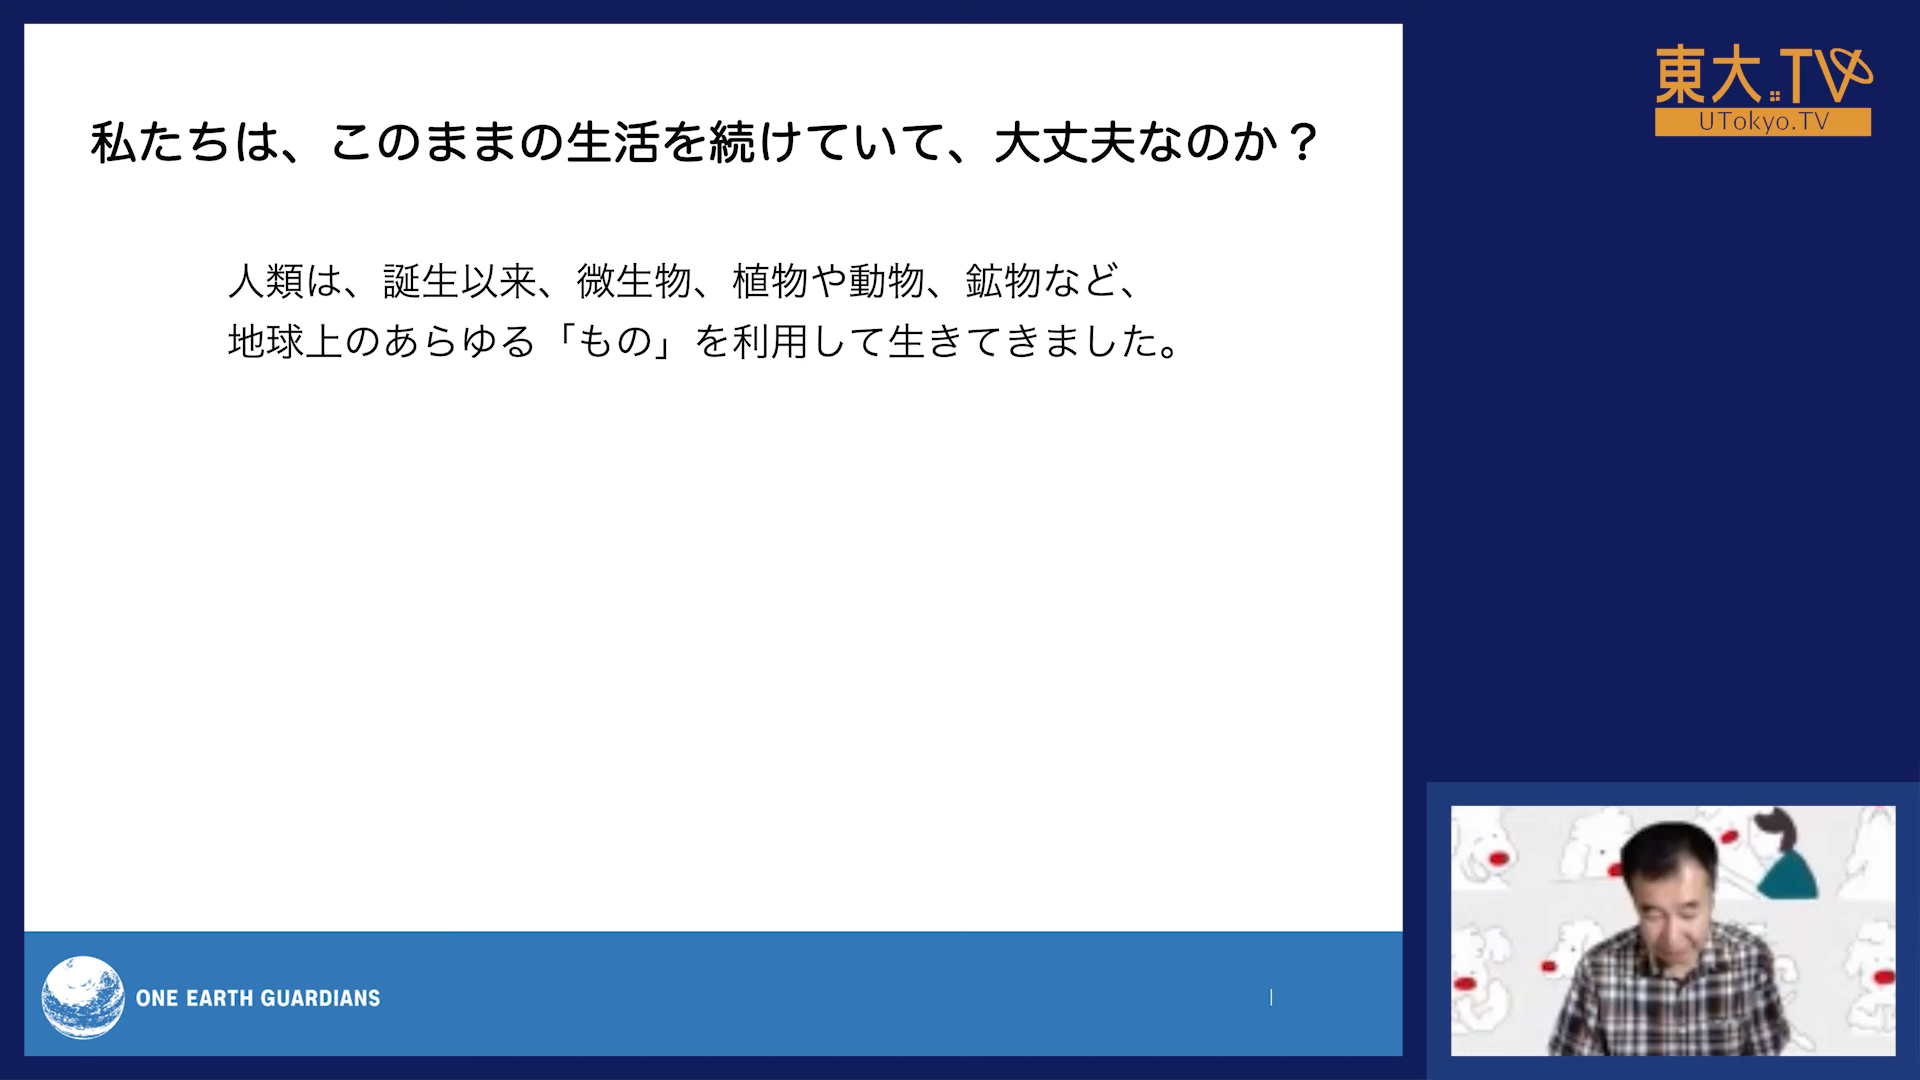 私たちは、このままの生活を続けていて、大丈夫なのか？
人類は、誕生以来、微生物、植物や動物、鉱物など、
地球上のあらゆる「もの」を利用して生きてきました。
ONE EARTH GUARDIANS
東大TV
UTokyo.TV